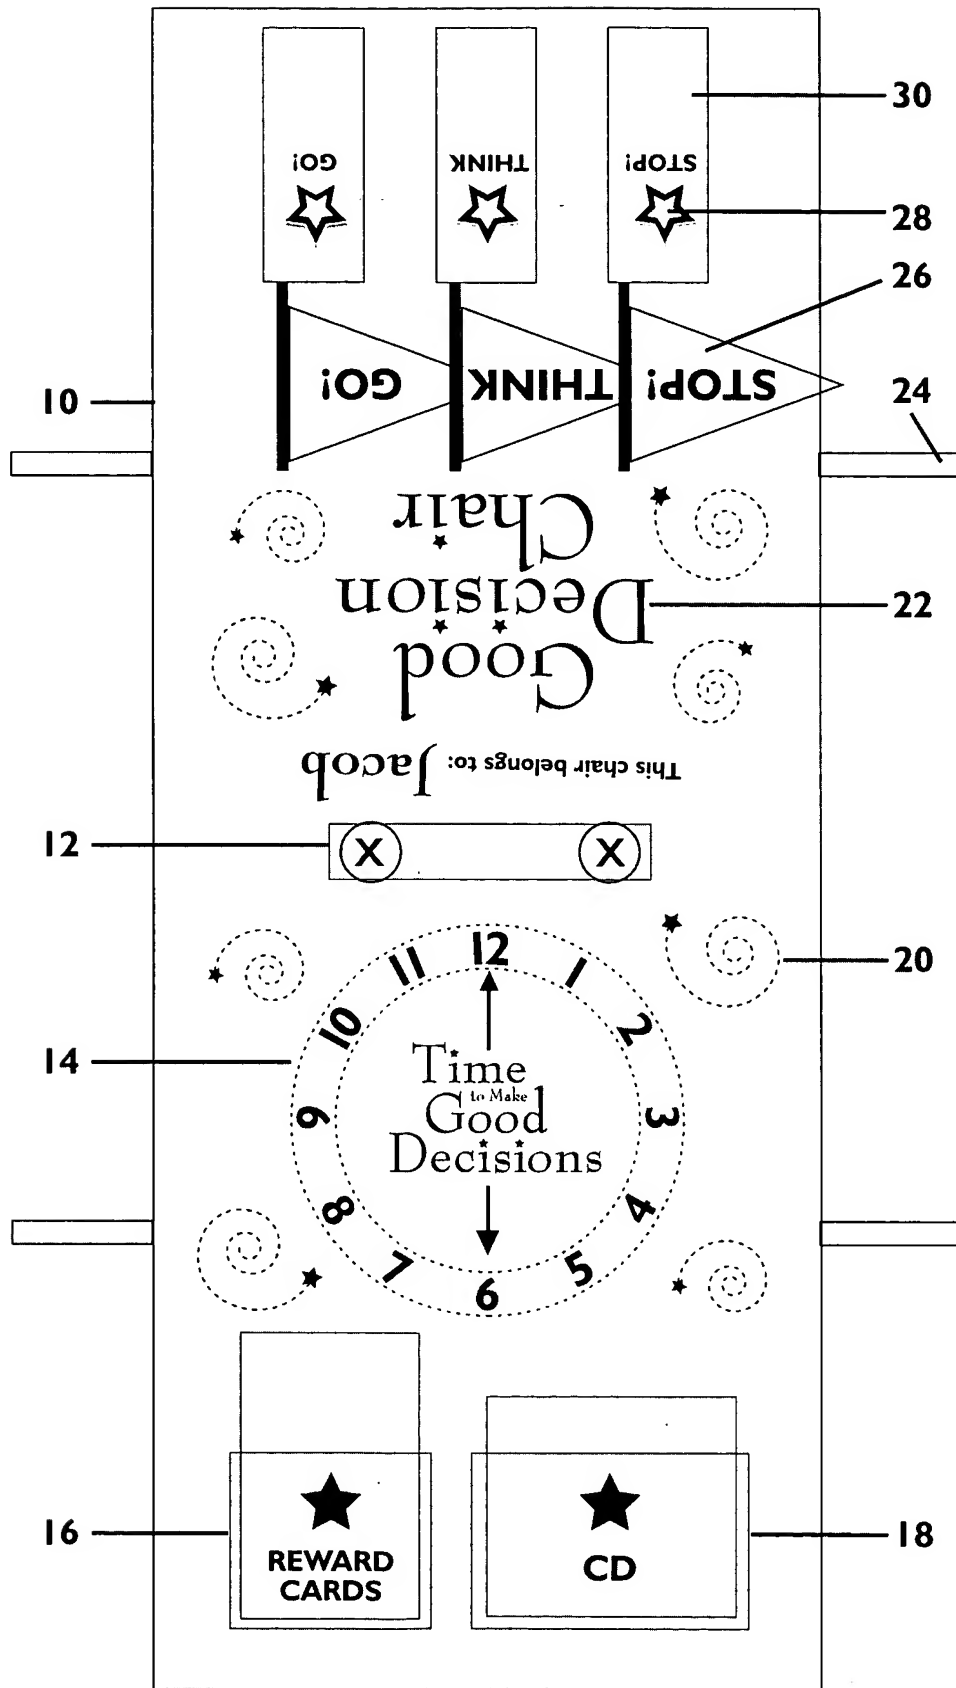 30
GO!
THINK
STOP!
28
26
GO!
THINK
STOP!
24
10
Good
Decision
Chair
22
This chair belongs to: Jacob
12
X
X
20
12
1
2
3
4
5
6
7
8
9
10
11
Time
to Make
Good
Decisions
14
REWARD
CARDS
16
CD
18